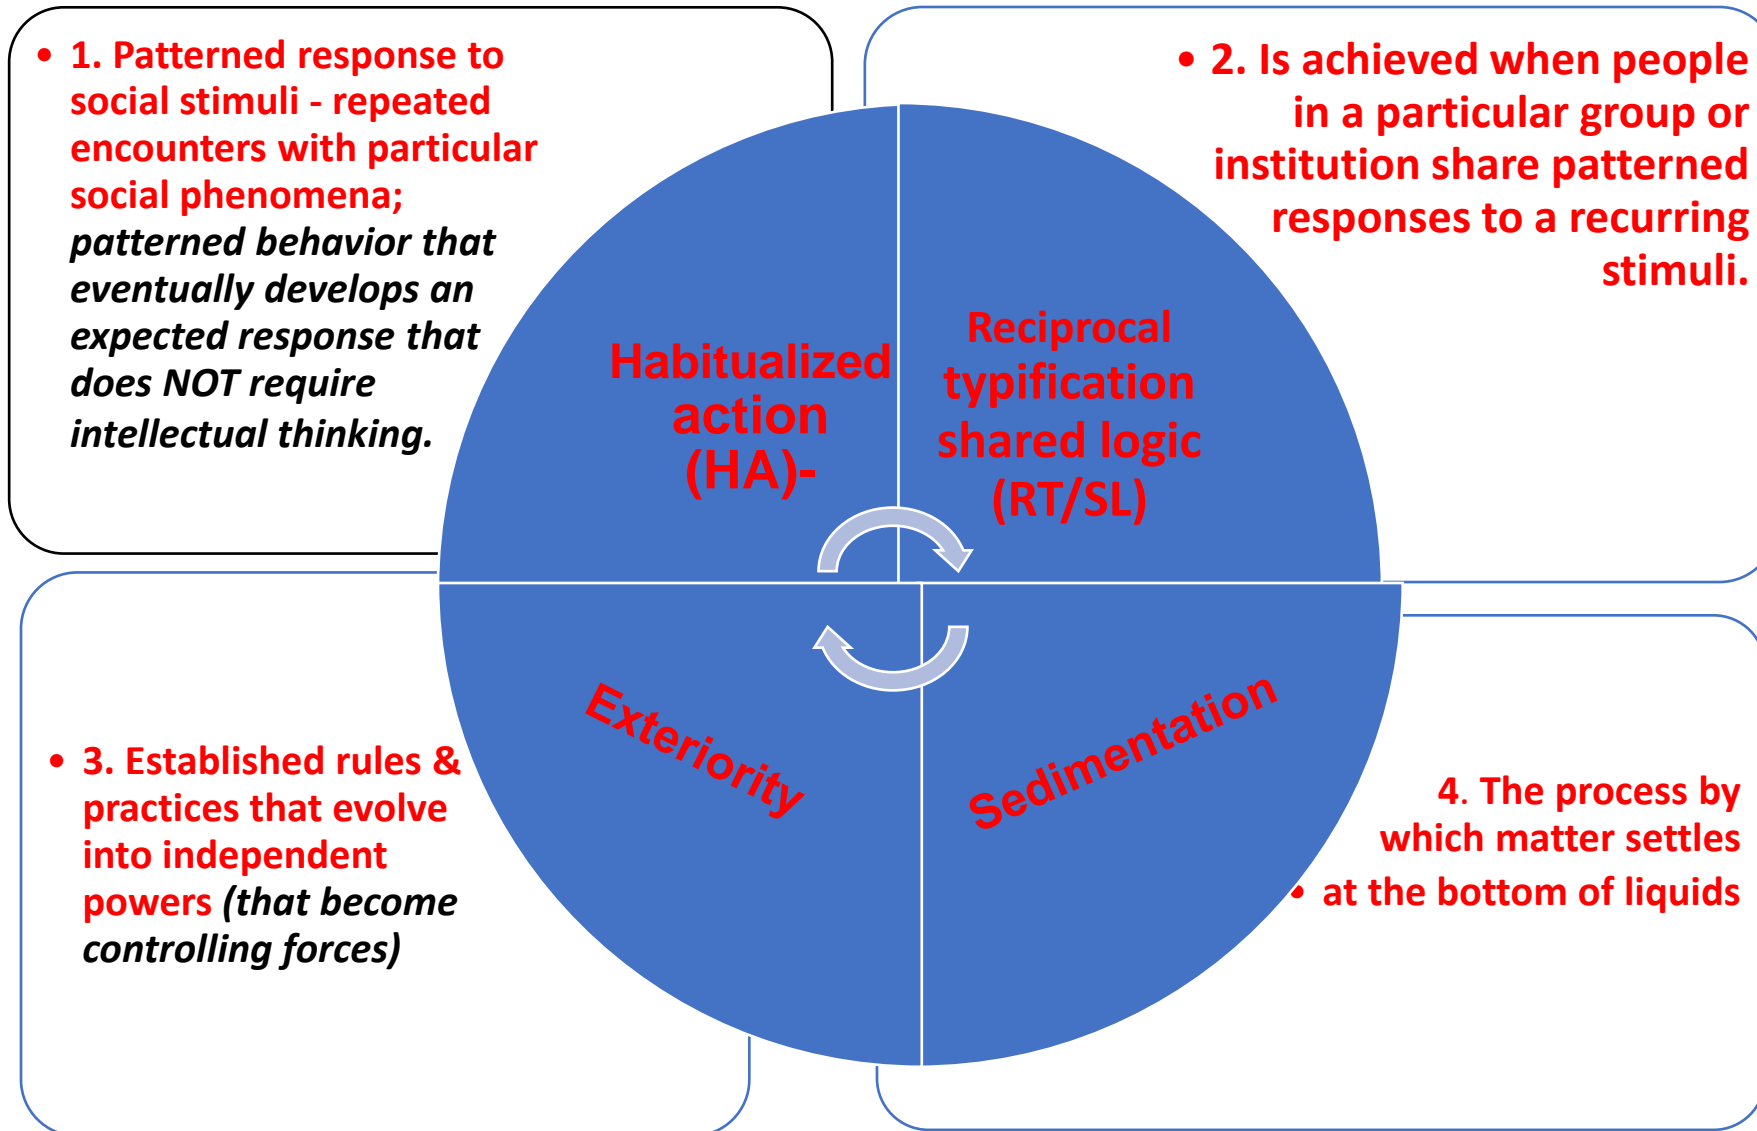 • 1. Patterned response to
social stimuli - repeated
encounters with particular
social phenomena;
patterned behavior that
eventually develops an
expected response that
does NOT require
intellectual thinking.
• 2. Is achieved when people
in a particular group or
institution share patterned
responses to a recurring
stimuli.
Habitualized
action
(HA)-
Reciprocal
typification
shared logic
(RT/SL)
Exteriority
Sedimentation
• 3. Established rules &
practices that evolve
into independent
powers (that become
controlling forces)
4. The process by
which matter settles
• at the bottom of liquids